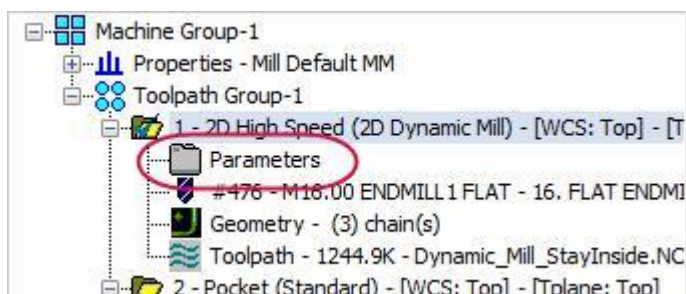 Machine Group-1
Properties - Mill Default MM
Toolpath Group-1
1 - 2D High Speed (2D Dynamic Mill) - [WCS: Top] - [T
Parameters
#476 - M16.00 ENDMILL1 FLAT - 16. FLAT ENDMI
Geometry - (3) chain(s)
Toolpath - 1244.9K - Dynamic_Mill_StayInside.NC
2 - Pocket (Standard) - [WCS: Top] - [Tplane: Top]